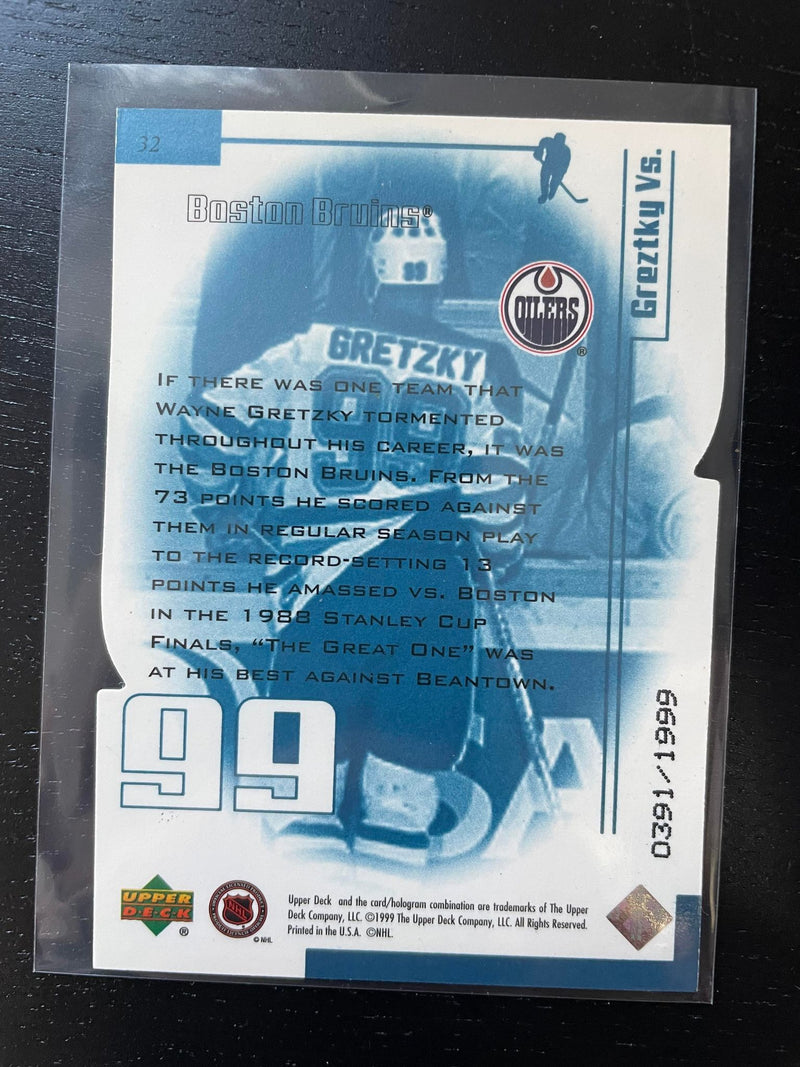 32
Boston Bruins®
Greztky Vs.
OILERS
®
GRETZKY
99
IF THERE WAS ONE TEAM THAT
WAYNE GRETZKY TORMENTED
THROUGHOUT HIS CAREER, IT WAS
THE BOSTON BRUINS. FROM THE
73 POINTS HE SCORED AGAINST
THEM IN REGULAR SEASON PLAY
TO THE RECORD-SETTING 13
POINTS HE AMASSED VS. BOSTON
IN THE 1988 STANLEY CUP
FINALS, “THE GREAT ONE” WAS
AT HIS BEST AGAINST BEANTOWN.
99
0391/1999
UPPER
DECK
®
NHL
© NHL
Upper Deck and the card/hologram combination are trademarks of The Upper
Deck Company, LLC. ©1999 The Upper Deck Company, LLC. All Rights Reserved.
Printed in the U.S.A. ©NHL.